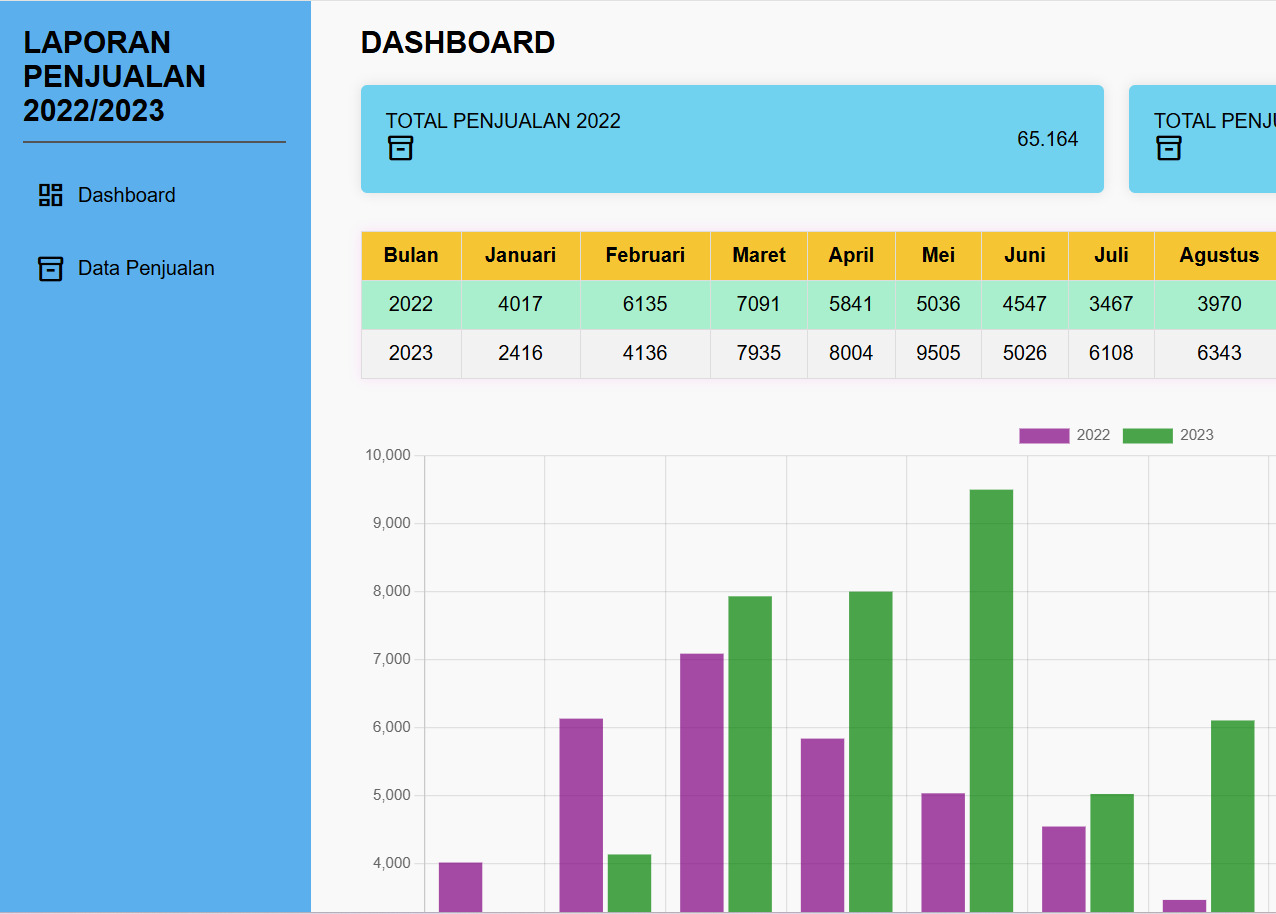 LAPORAN
PENJUALAN
2022/2023
Dashboard
Data Penjualan
DASHBOARD
TOTAL PENJUALAN 2022
65.164
TOTAL PENJU
Bulan Januari Februari Maret April Mei Juni Juli Agustus
2022 4017 6135 7091 5841 5036 4547 3467 3970
2023 2416 4136 7935 8004 9505 5026 6108 6343
2022 2023
10,000
9,000
8,000
7,000
6,000
5,000
4,000